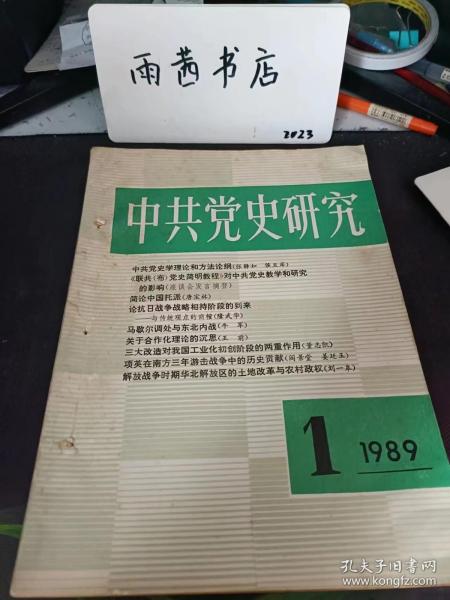 雨茜书店
2023
中共党史研究
中共党史学理论和方法论纲(张静如
《联共(布)党史简明教程》对中共党史教学和研究
的影响(座谈会发言摘登)
简论中国托派(唐宝林)
论抗日战争战略相持阶段的到来
——与传统观点的商榷(隆武华)
马歇尔调处与东北内战(牛军)
关于合作化理论的沉思(王前)
三大改造对我国工业化初创阶段的两重作用(董志凯)
项英在南方三年游击战争中的历史贡献(阎景堂 姜廷玉)
解放战争时期华北解放区的土地改革与农村政权(刘一皋)
1
1989
孔夫子旧书网
www.kongfz.com